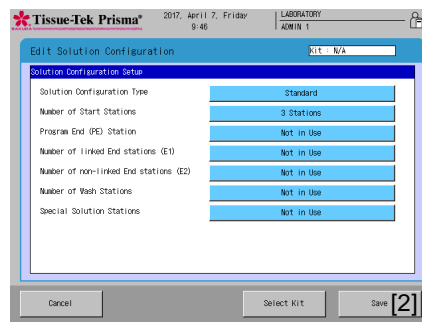 Tissue-Tek Prisma®
2017, April 7, Friday
9:46
LABORATORY
ADMIN 1
SAKURA
Edit Solution Configuration
Kit : N/A
Solution Configuration Setup
Solution Configuration Type
Standard
Number of Start Stations
3 Stations
Program End (PE) Station
Not in Use
Number of linked End stations (E1)
Not in Use
Number of non-linked End stations (E2)
Not in Use
Number of Wash Stations
Not in Use
Special Solution Stations
Not in Use
Cancel
Select Kit
Save
[2]